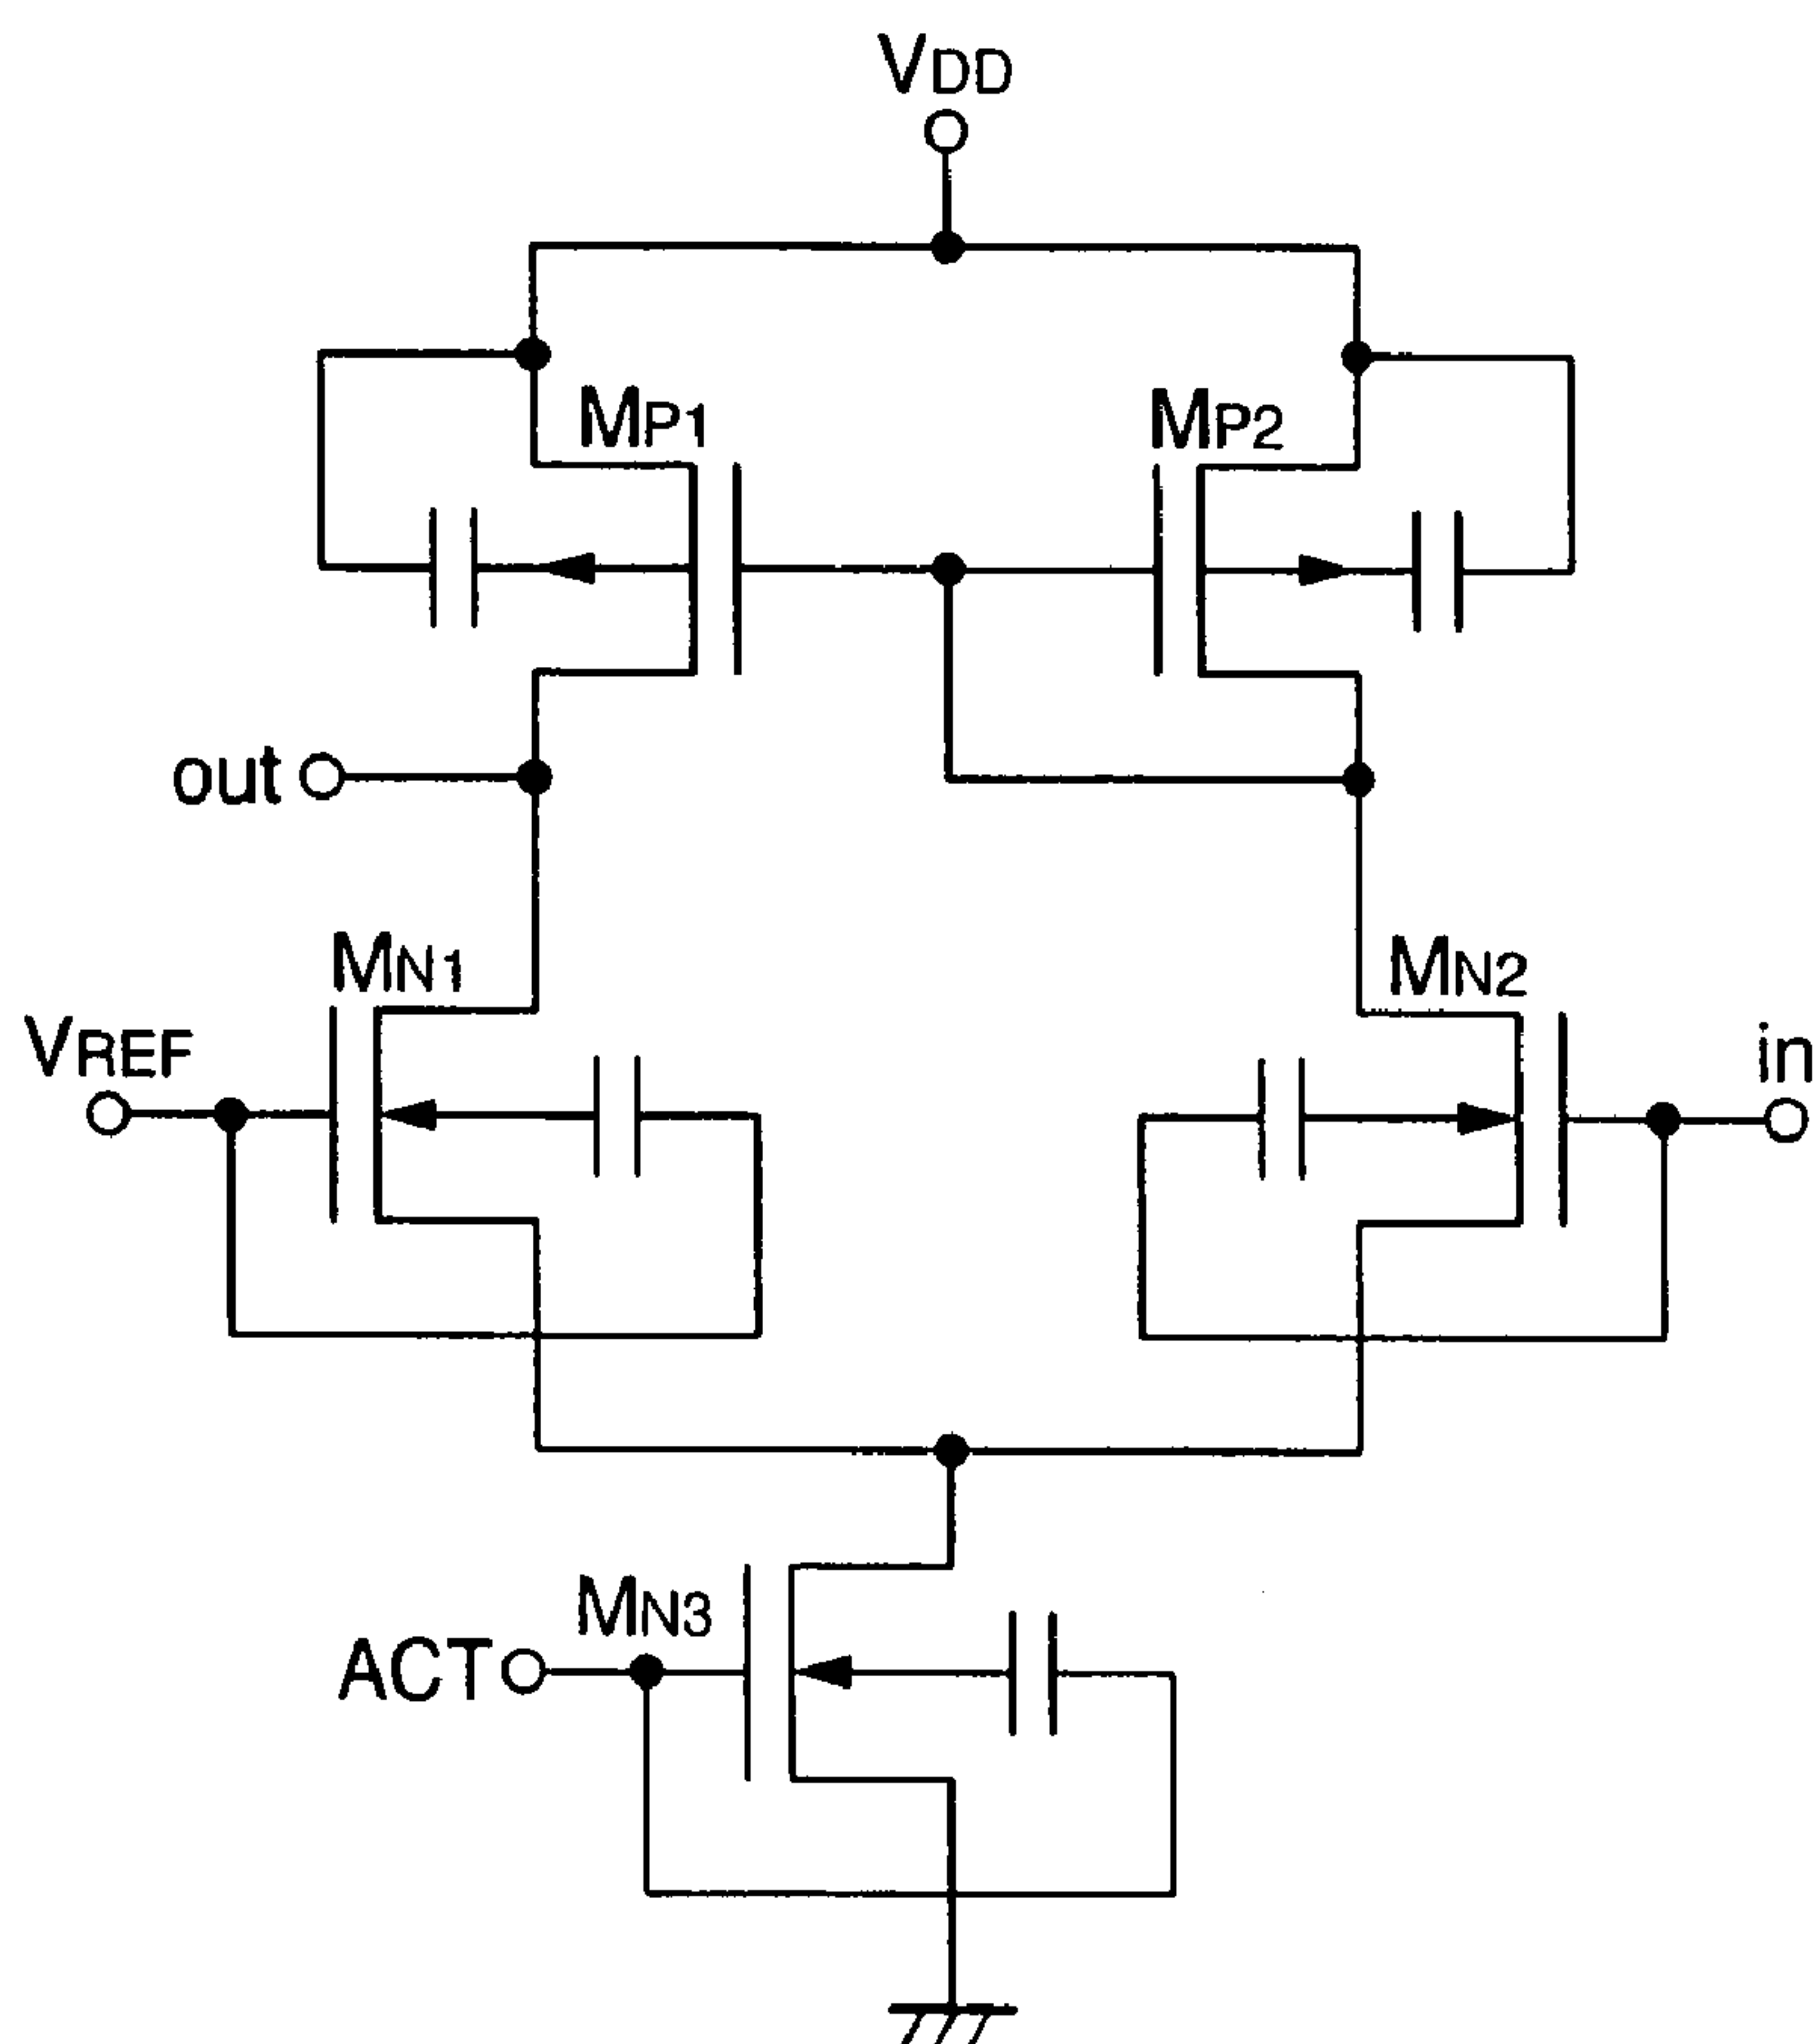 VDD
MP1
MP2
out
MN1
MN2
VREF
in
MN3
ACT